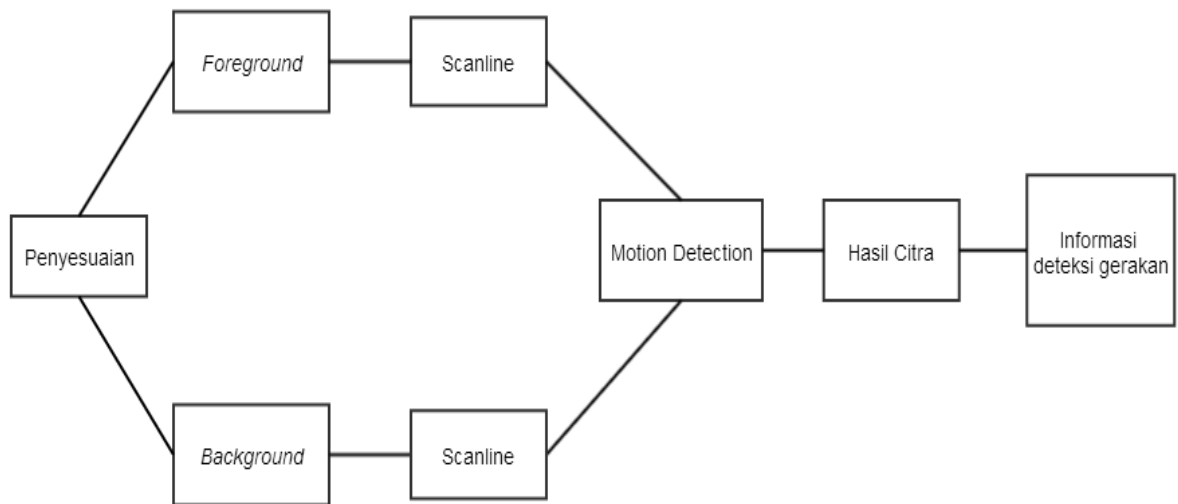 Foreground
Scanline
Penyesuaian
Motion Detection
Hasil Citra
Informasi
deteksi gerakan
Background
Scanline